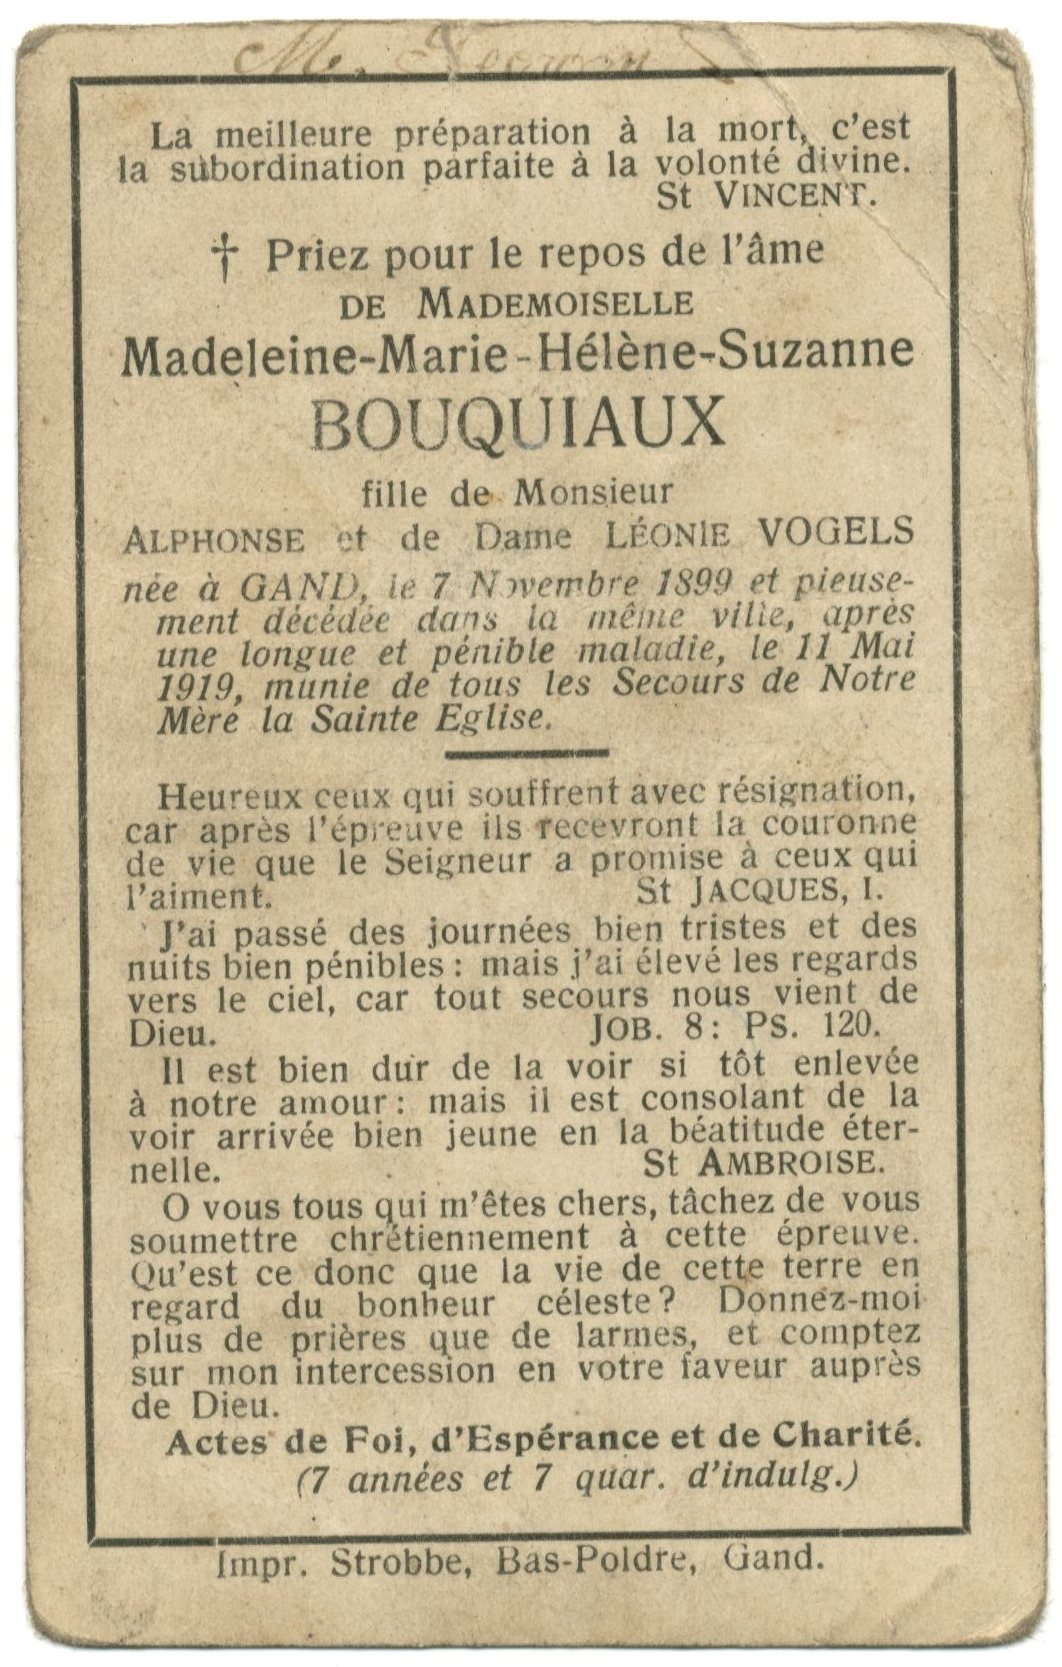 M.
La meilleure préparation à la mort, c'est
la subordination parfaite à la volonté divine.
St VINCENT.
† Priez pour le repos de l'âme
DE MADEMOISELLE
Madeleine-Marie-Hélène-Suzanne
BOUQUIAUX
fille de Monsieur
ALPHONSE et de Dame LÉONIE VOGELS
née à GAND, le 7 Novembre 1899 et pieuse-
ment décédée dans la même ville, après
une longue et pénible maladie, le 11 Mai
1919, munie de tous les Secours de Notre
Mère la Sainte Eglise.
Heureux ceux qui souffrent avec résignation,
car après l'épreuve ils recevront la couronne
de vie que le Seigneur a promise à ceux qui
l'aiment. St JACQUES, I.
J'ai passé des journées bien tristes et des
nuits bien pénibles : mais j'ai élevé les regards
vers le ciel, car tout secours nous vient de
Dieu. JOB. 8 : PS. 120.
Il est bien dur de la voir si tôt enlevée
à notre amour : mais il est consolant de la
voir arrivée bien jeune en la béatitude éter-
nelle. St AMBROISE.
O vous tous qui m'êtes chers, tâchez de vous
soumettre chrétiennement à cette épreuve.
Qu'est ce donc que la vie de cette terre en
regard du bonheur céleste ? Donnez-moi
plus de prières que de larmes, et comptez
sur mon intercession en votre faveur auprès
de Dieu.
Actes de Foi, d'Espérance et de Charité.
(7 années et 7 quar. d'indulg.)
Impr. Strobbe, Bas-Poldre, Gand.